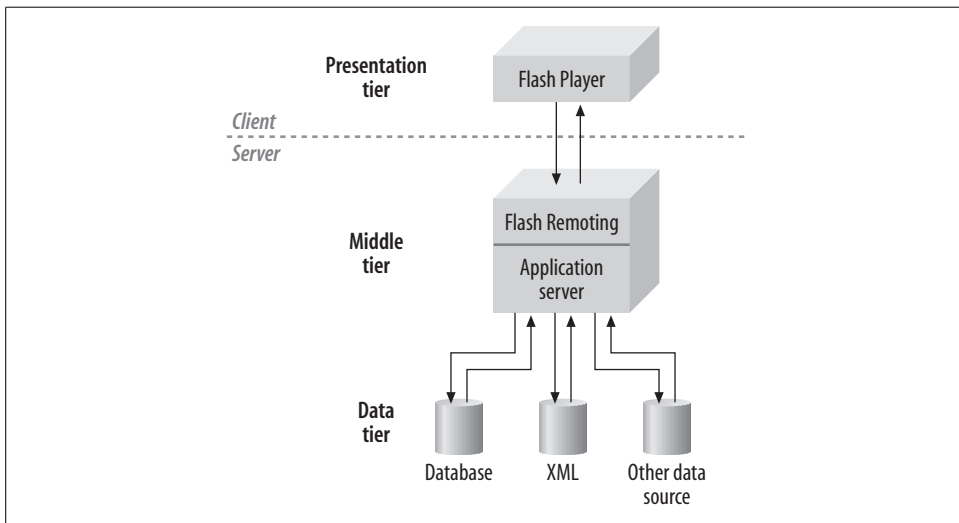 Presentation
tier
Flash Player
Client
Server
Flash Remoting
Middle
tier
Application
server
Data
tier
Database
XML
Other data
source